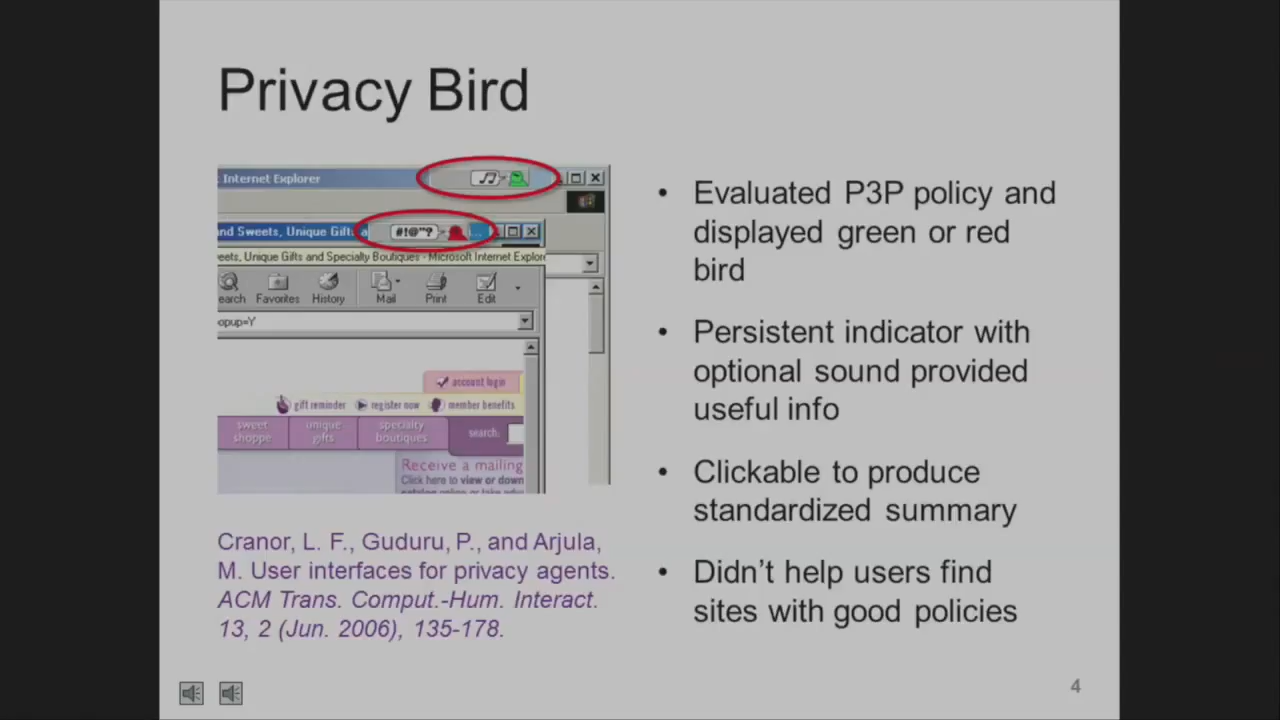 Privacy Bird
Internet Explorer
#!@"?
and Sweets, Unique Gifts a
eets, Unique Gifts and Specialty Boutiques - Microsoft Internet Explor
earch Favorites History Mail Print Edit
opup=Y
account login
gift reminder register now member benefits
sweet shoppe unique gifts specialty boutiques search:
Receive a mailing
Click here to view or down
Cranor, L. F., Guduru, P., and Arjula,
M. User interfaces for privacy agents.
ACM Trans. Comput.-Hum. Interact.
13, 2 (Jun. 2006), 135-178.
• Evaluated P3P policy and
displayed green or red
bird
• Persistent indicator with
optional sound provided
useful info
• Clickable to produce
standardized summary
• Didn't help users find
sites with good policies
4